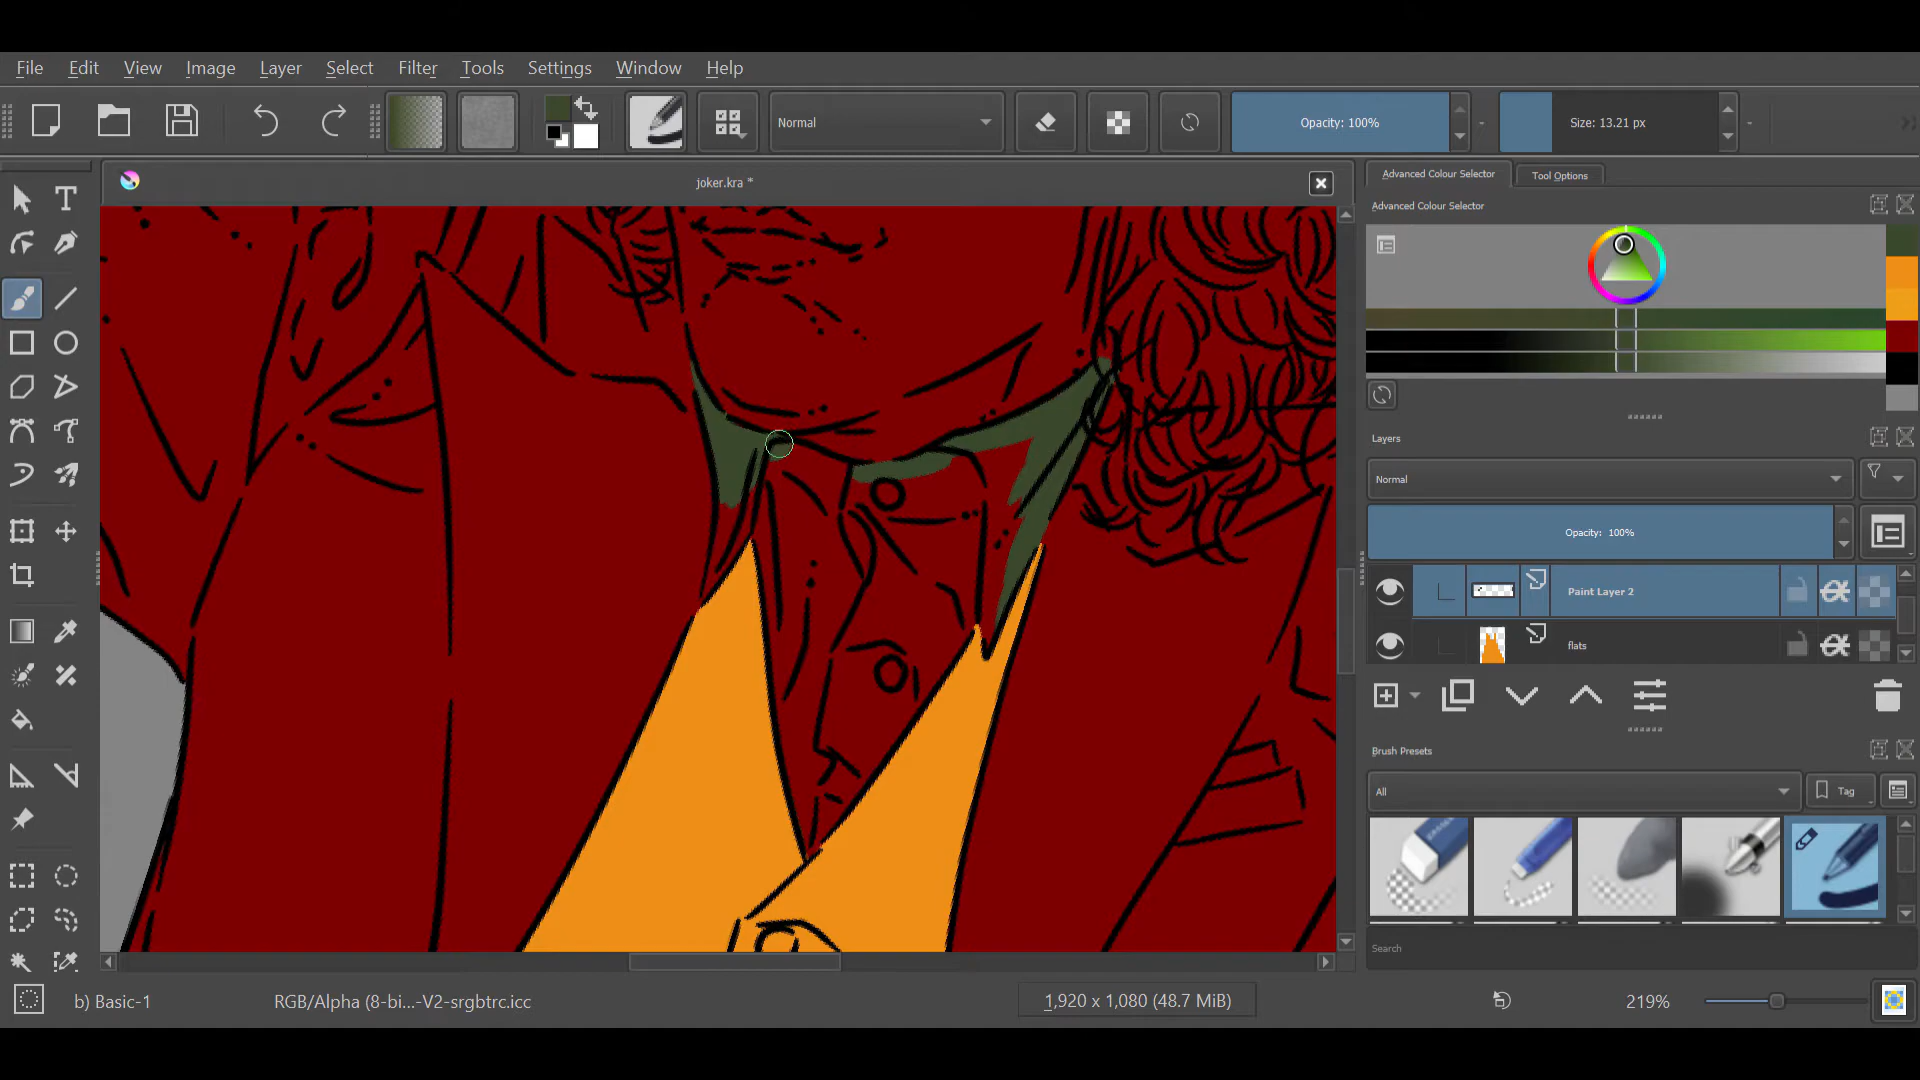 File Edit View Image Layer Select Filter Tools Settings Window Help
Normal
Opacity: 100%
Size: 13.21 px
joker.kra *
Advanced Colour Selector
Tool Options
Advanced Colour Selector
Layers
Normal
Opacity: 100%
Paint Layer 2
flats
Brush Presets
All
Tag
Search
b) Basic-1
RGB/Alpha (8-bi...-V2-srgbtrc.icc
1,920 x 1,080 (48.7 MiB)
219%